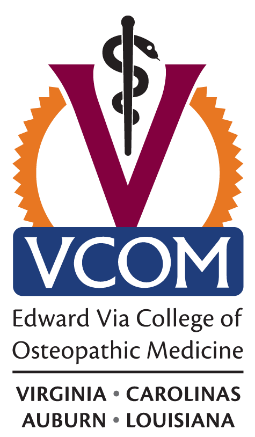 V
VCOM
Edward Via College of
Osteopathic Medicine
VIRGINIA • CAROLINAS
AUBURN • LOUISIANA